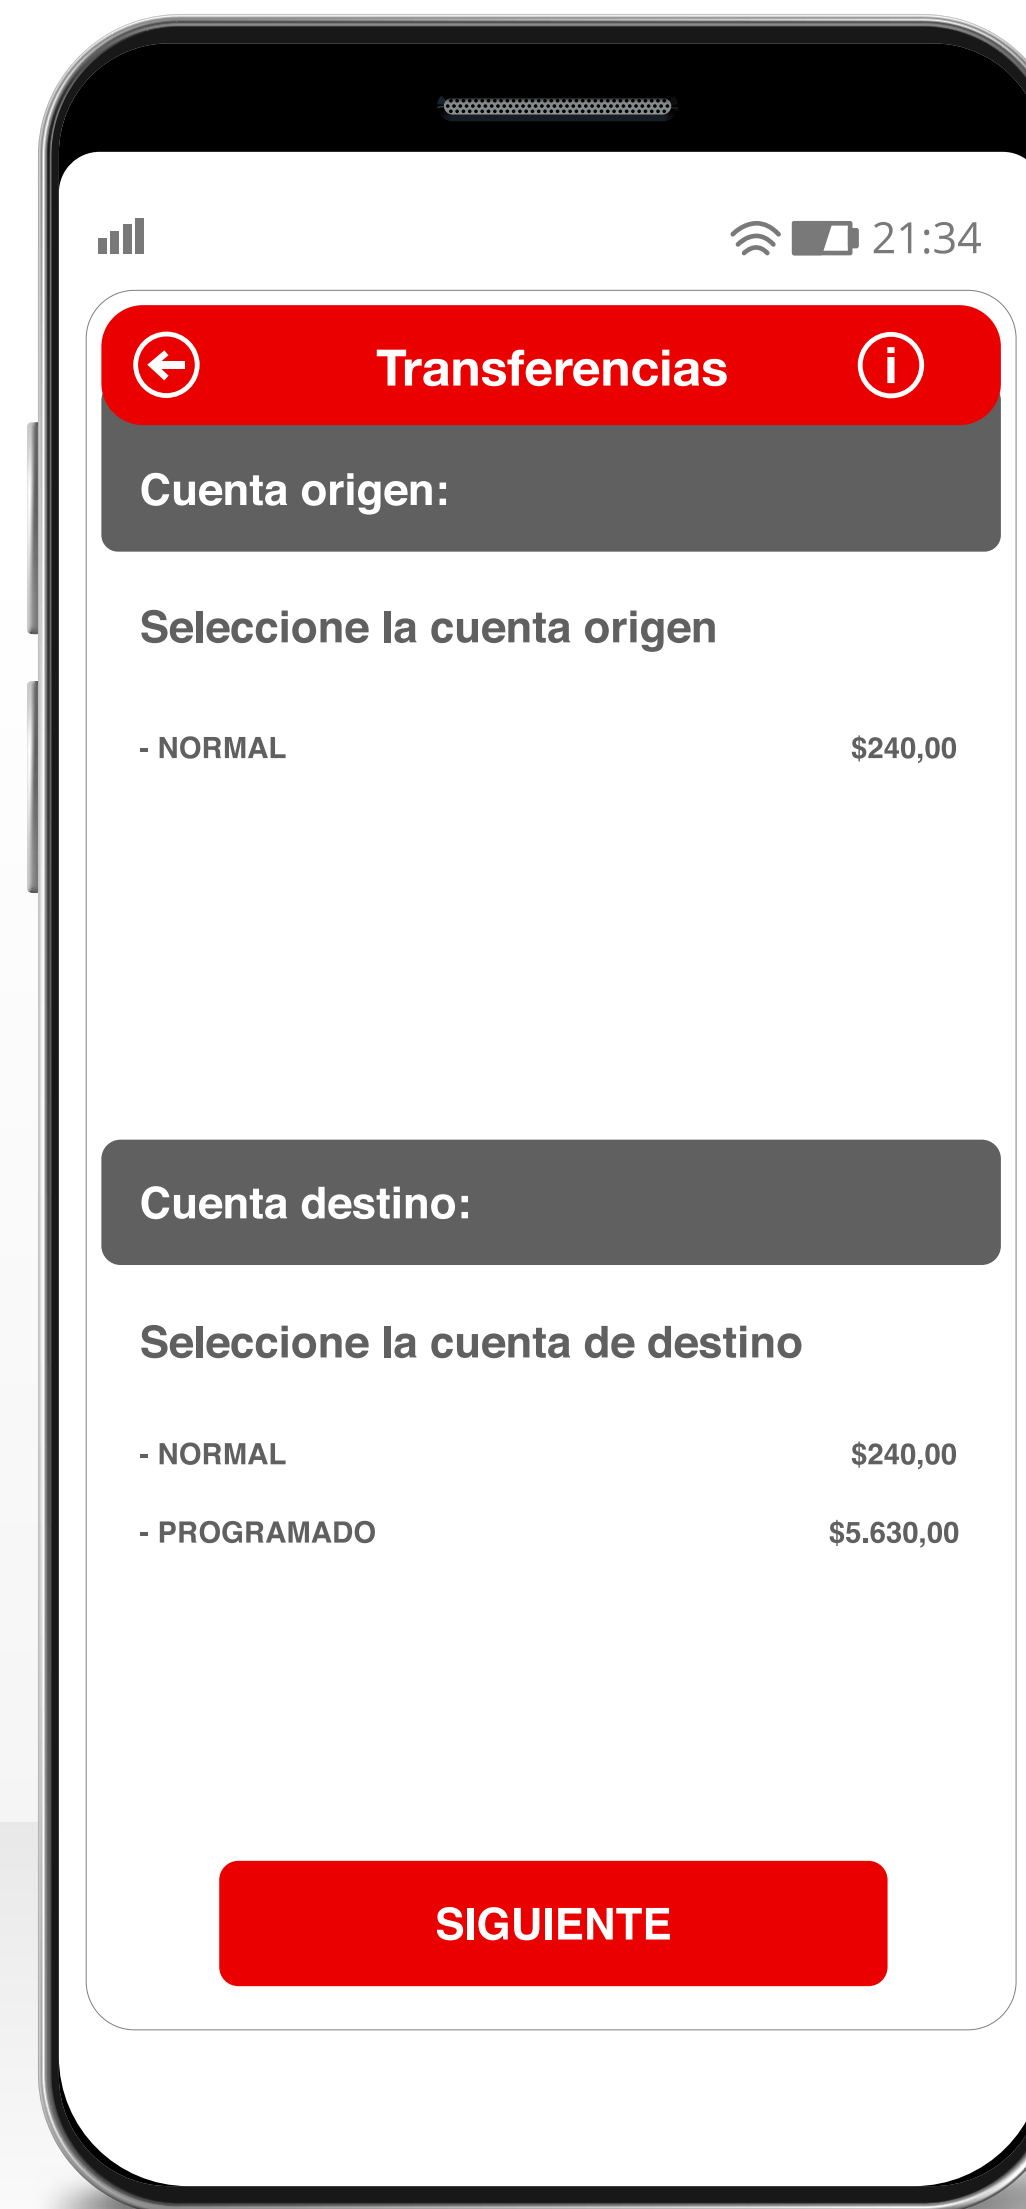 21:34
Transferencias
i
Cuenta origen:
Seleccione la cuenta origen
- NORMAL $240,00
Cuenta destino:
Seleccione la cuenta de destino
- NORMAL $240,00
- PROGRAMADO $5.630,00
SIGUIENTE